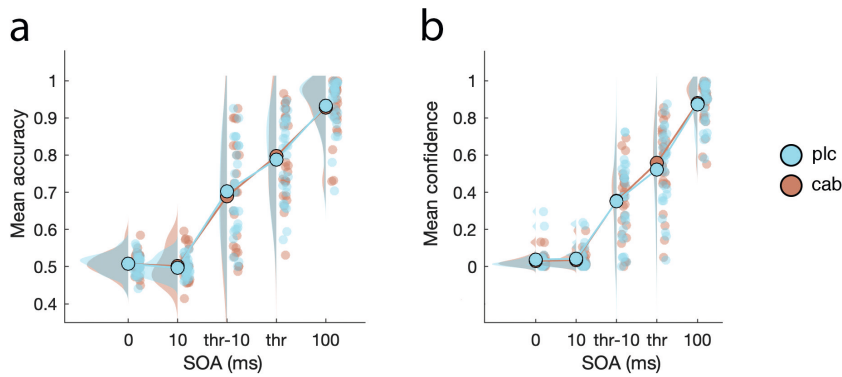 a
b
Mean accuracy
1
0.9
0.8
0.7
0.6
0.5
0.4
0 10 thr-10 thr 100
SOA (ms)
Mean confidence
1
0.8
0.6
0.4
0.2
0
0 10 thr-10 thr 100
SOA (ms)
plc
cab